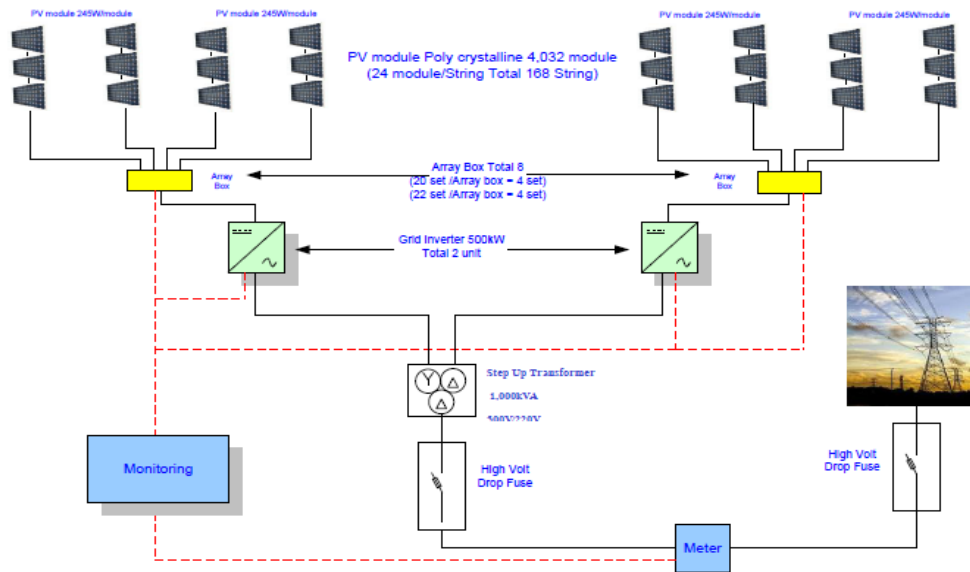 PV module 245W/module
PV module 245W/module
PV module 245W/module
PV module 245W/module
PV module Poly crystalline 4,032 module
(24 module/String Total 168 String)
Array Box Total 8
(20 set /Array box = 4 set)
(22 set /Array box = 4 set)
Array
Box
Array
Box
Grid Inverter 500kW
Total 2 unit
Step Up Transformer
1,000kVA
500V/220V
Y
Δ
Δ
High Volt
Drop Fuse
High Volt
Drop Fuse
Monitoring
Meter